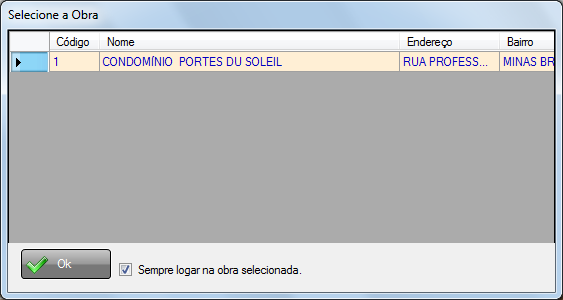 Selecione a Obra
Código Nome Endereço Bairro
1 CONDOMÍNIO PORTES DU SOLEIL RUA PROFESS... MINAS BR
Ok
Sempre logar na obra selecionada.